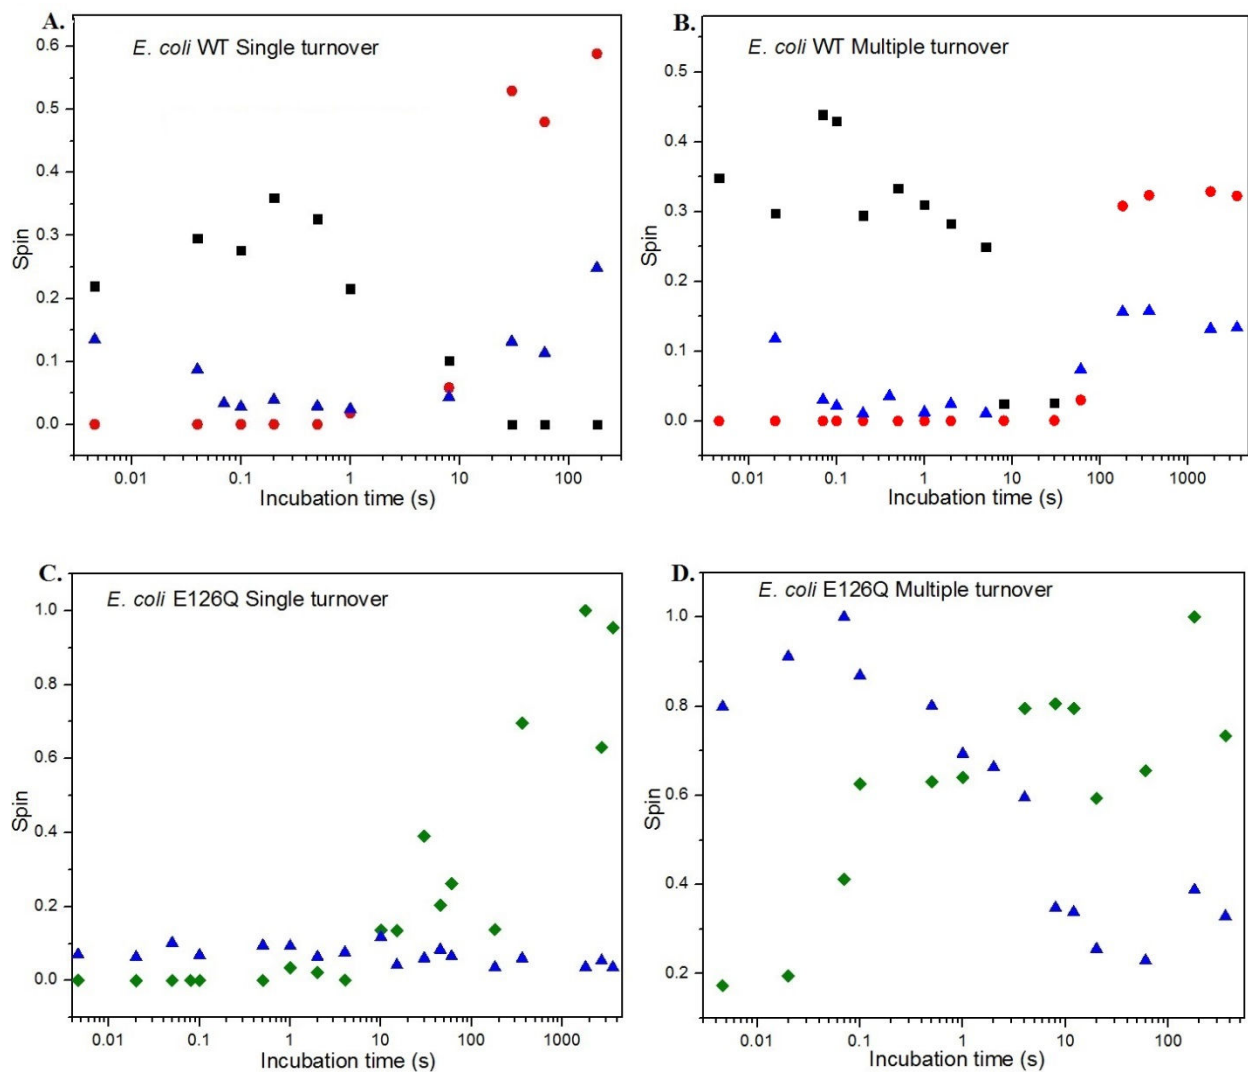 A.
E. coli WT Single turnover
0.6
0.5
0.4
0.3
0.2
0.1
0.0
Spin
0.01 0.1 1 10 100
Incubation time (s)
B.
E. coli WT Multiple turnover
0.5
0.4
0.3
0.2
0.1
0.0
Spin
0.01 0.1 1 10 100 1000
Incubation time (s)
C.
E. coli E126Q Single turnover
1.0
0.8
0.6
0.4
0.2
0.0
Spin
0.01 0.1 1 10 100 1000
Incubation time (s)
D.
E. coli E126Q Multiple turnover
1.0
0.8
0.6
0.4
0.2
Spin
0.01 0.1 1 10 100
Incubation time (s)